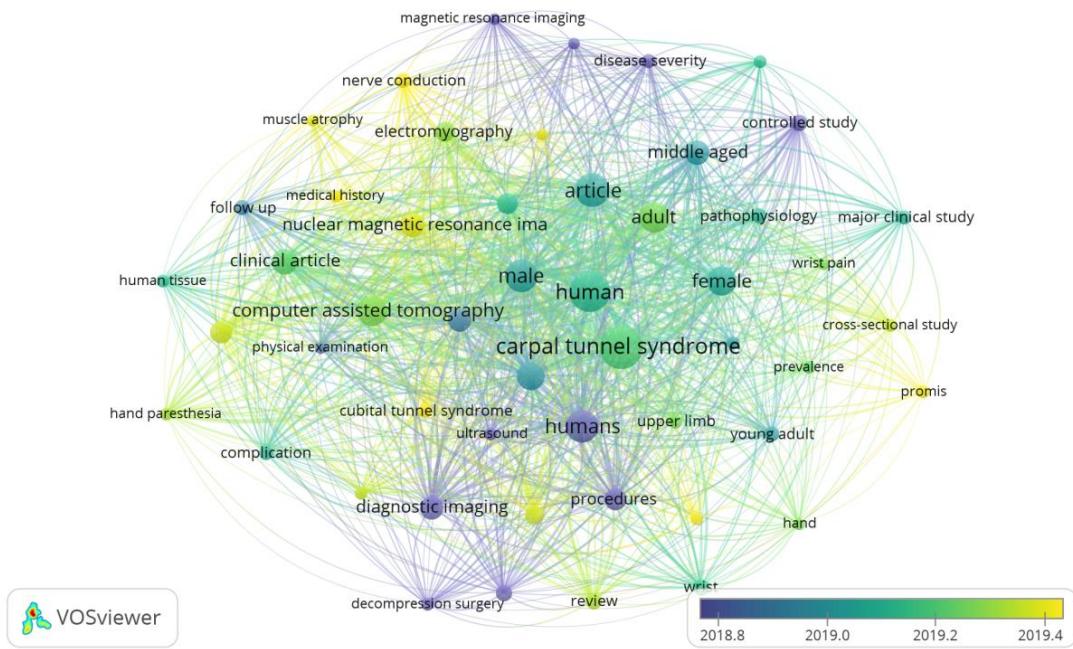 magnetic resonance imaging
disease severity
nerve conduction
muscle atrophy
electromyography
controlled study
middle aged
article
medical history
follow up
nuclear magnetic resonance ima
adult
pathophysiology
major clinical study
clinical article
wrist pain
human tissue
male
human
female
computer assisted tomography
cross-sectional study
physical examination
carpal tunnel syndrome
prevalence
promis
hand paresthesia
cubital tunnel syndrome
upper limb
humans
ultrasound
young adult
complication
diagnostic imaging
procedures
hand
wrist
decompression surgery
review
VOSviewer
2018.8 2019.0 2019.2 2019.4